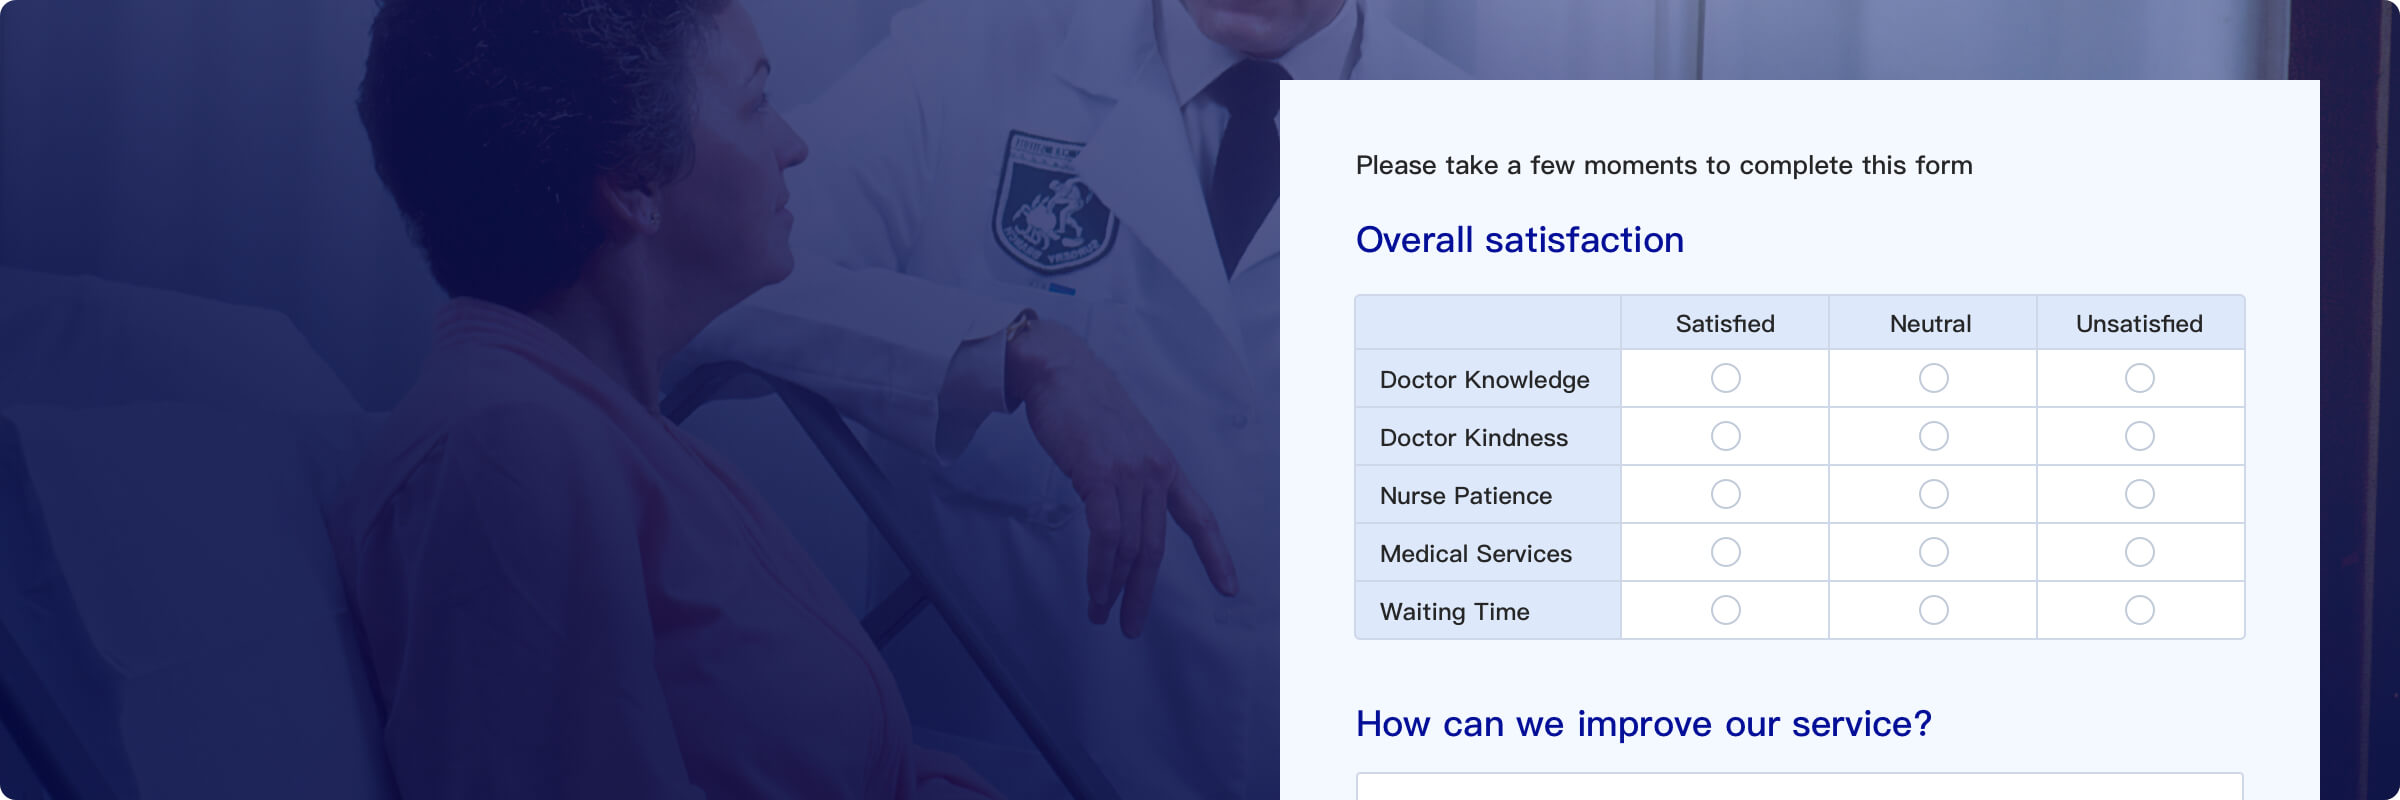 Please take a few moments to complete this form
Overall satisfaction
Satisfied Neutral Unsatisfied
Doctor Knowledge
Doctor Kindness
Nurse Patience
Medical Services
Waiting Time
How can we improve our service?